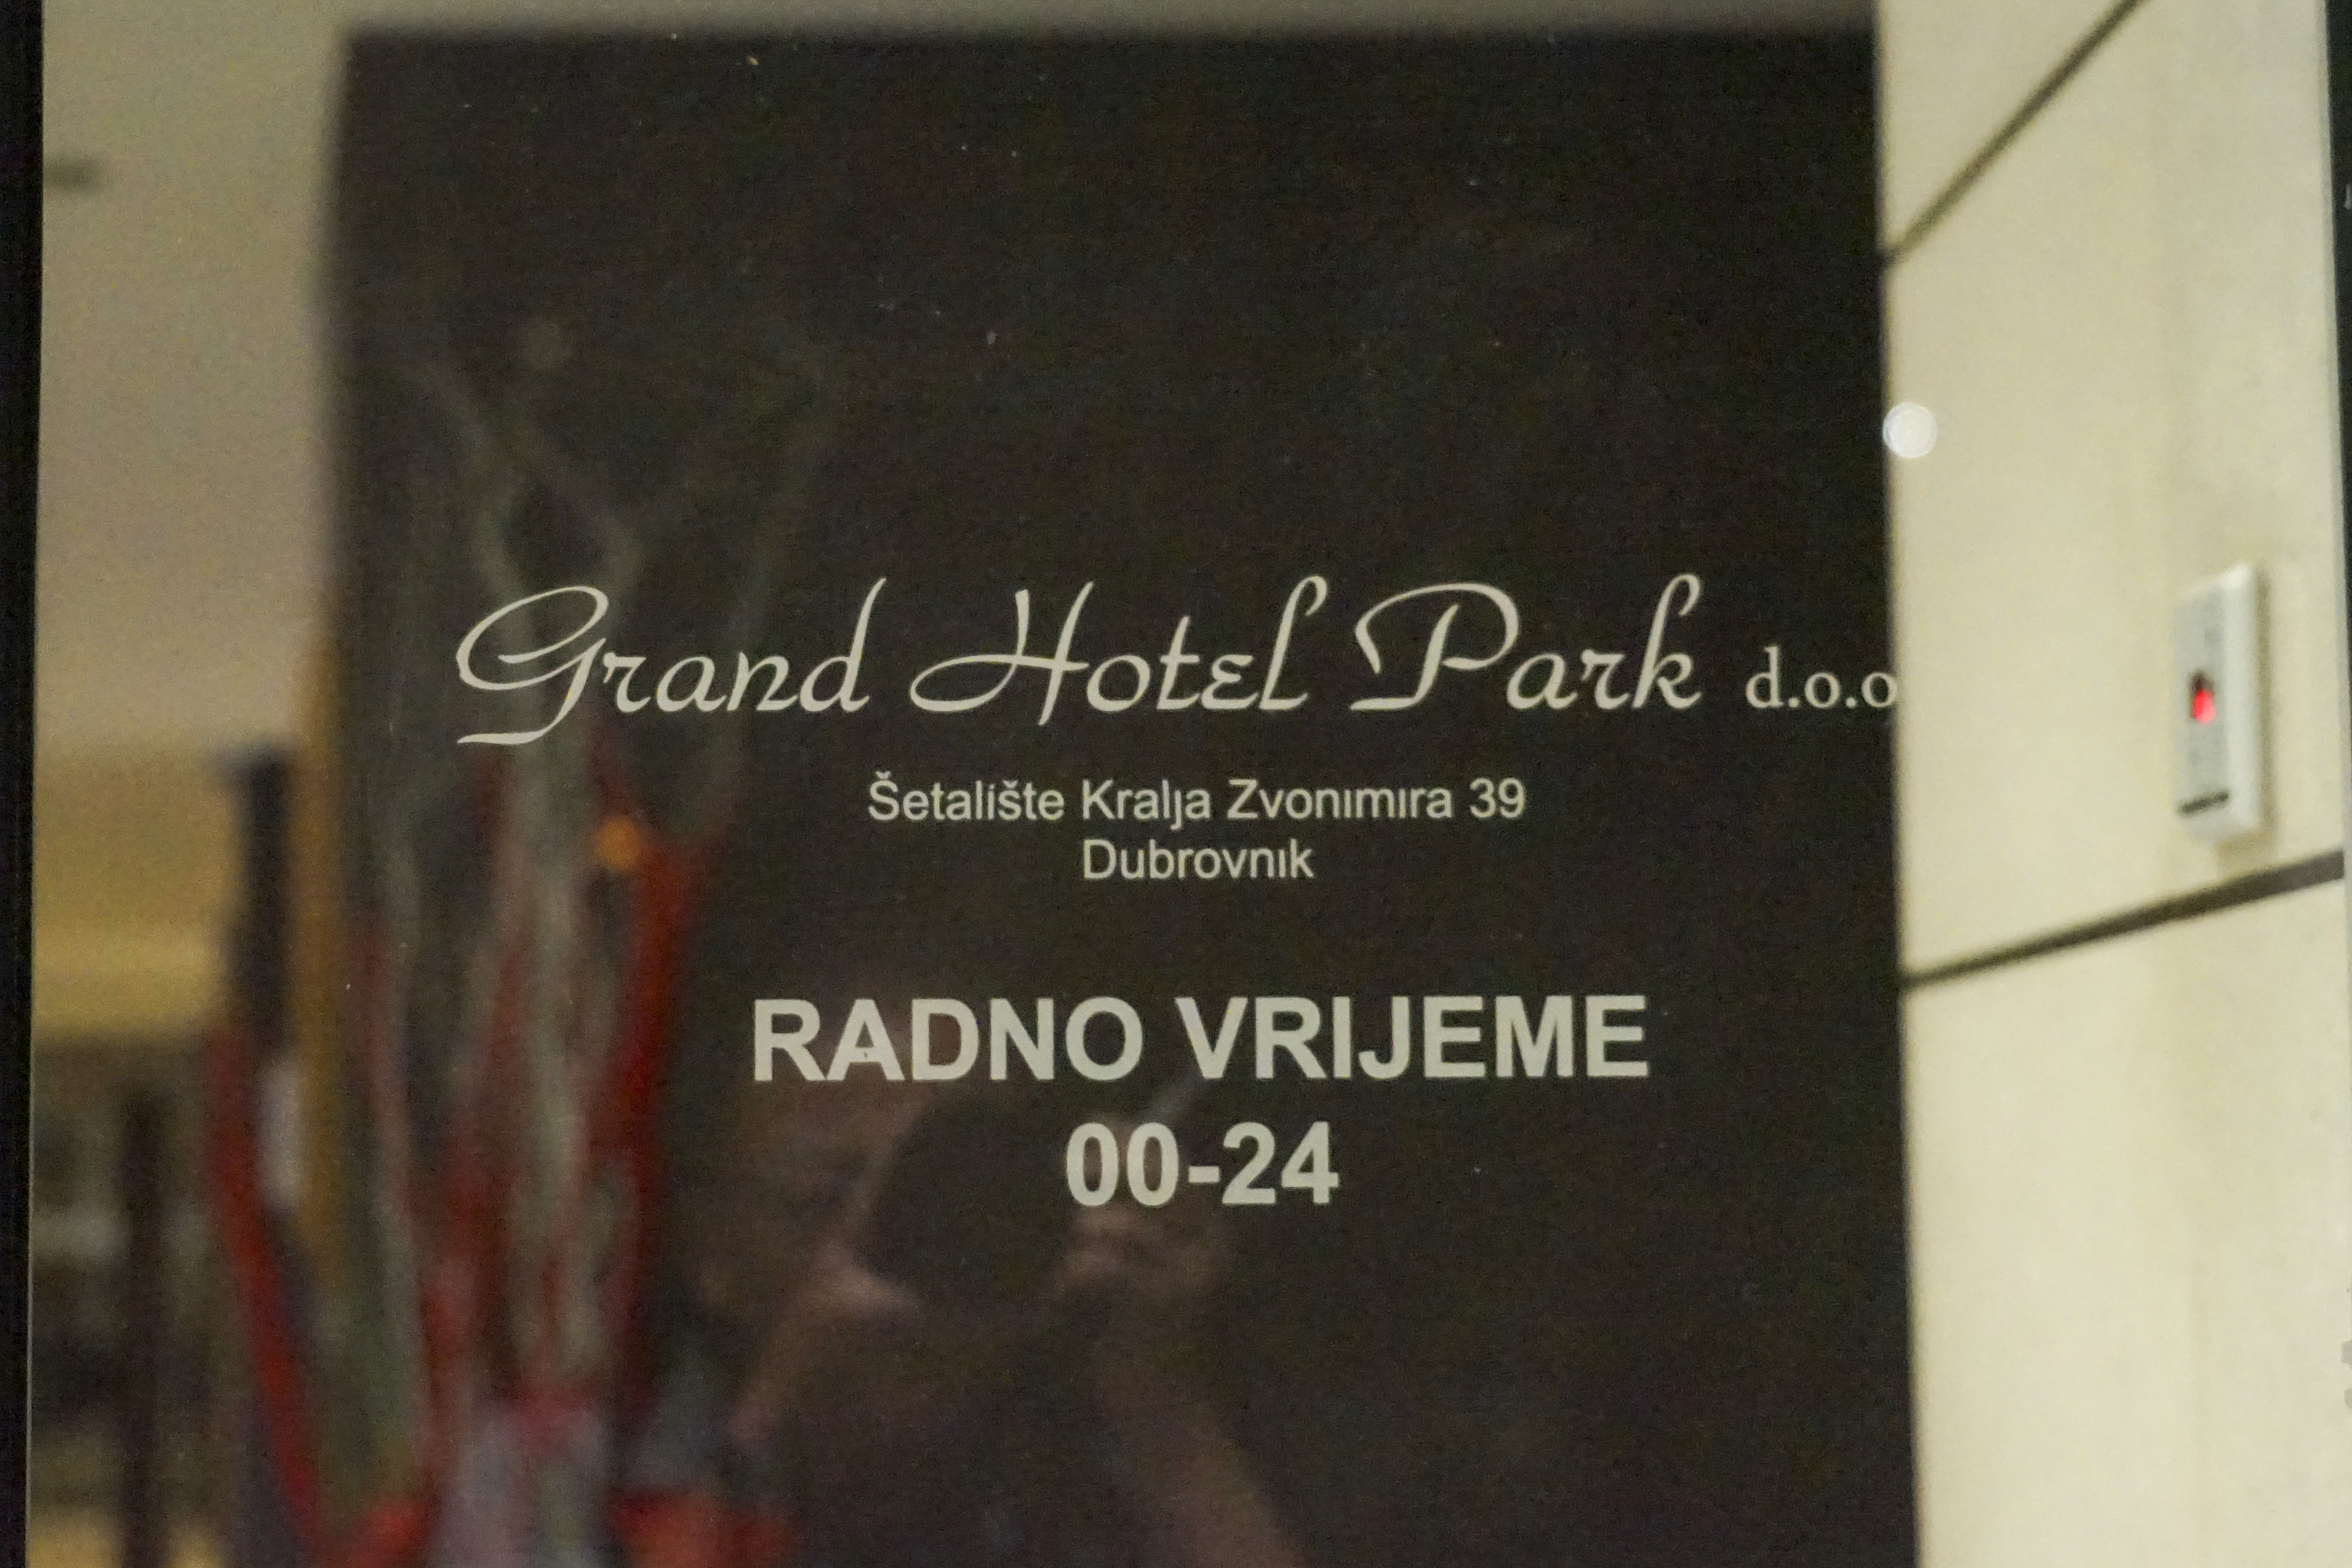 Grand Hotel Park d.o.o
Šetalište Kralja Zvonimira 39
Dubrovnik
RADNO VRIJEME
00-24